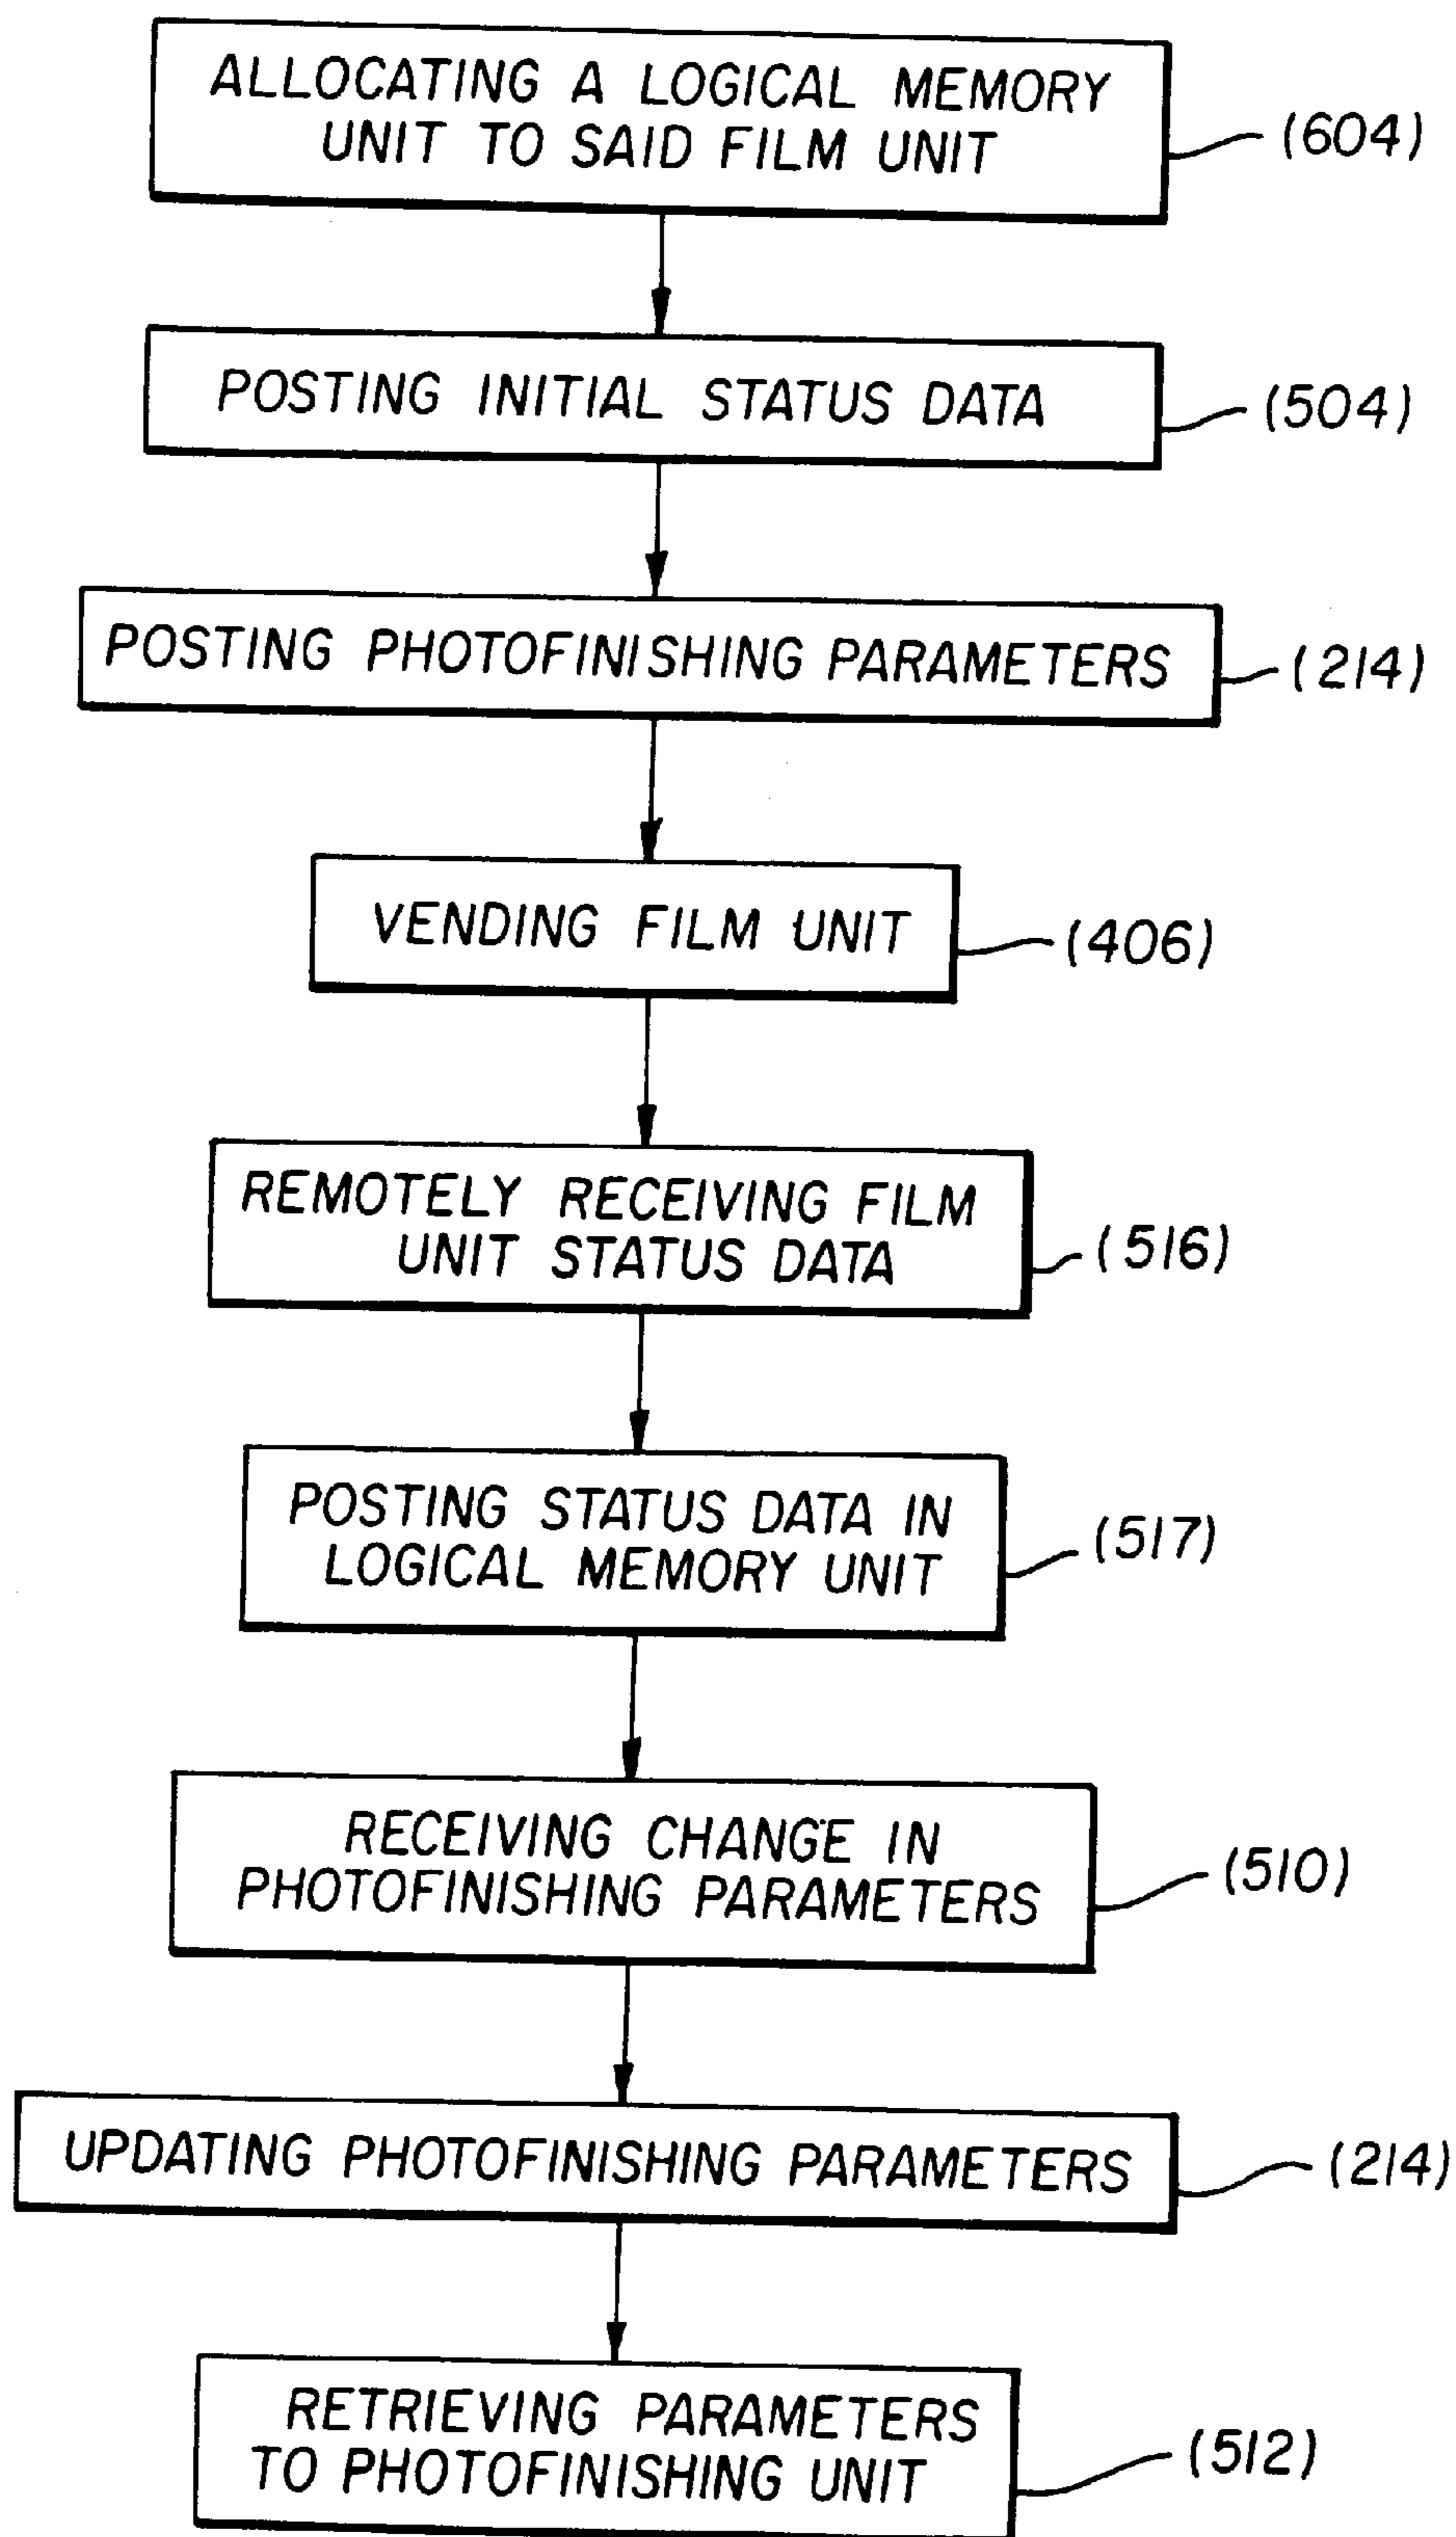 ALLOCATING A LOGICAL MEMORY
UNIT TO SAID FILM UNIT
(604)
POSTING INITIAL STATUS DATA
(504)
POSTING PHOTOFINISHING PARAMETERS
(214)
VENDING FILM UNIT
(406)
REMOTELY RECEIVING FILM
UNIT STATUS DATA
(516)
POSTING STATUS DATA IN
LOGICAL MEMORY UNIT
(517)
RECEIVING CHANGE IN
PHOTOFINISHING PARAMETERS
(510)
UPDATING PHOTOFINISHING PARAMETERS
(214)
RETRIEVING PARAMETERS
TO PHOTOFINISHING UNIT
(512)